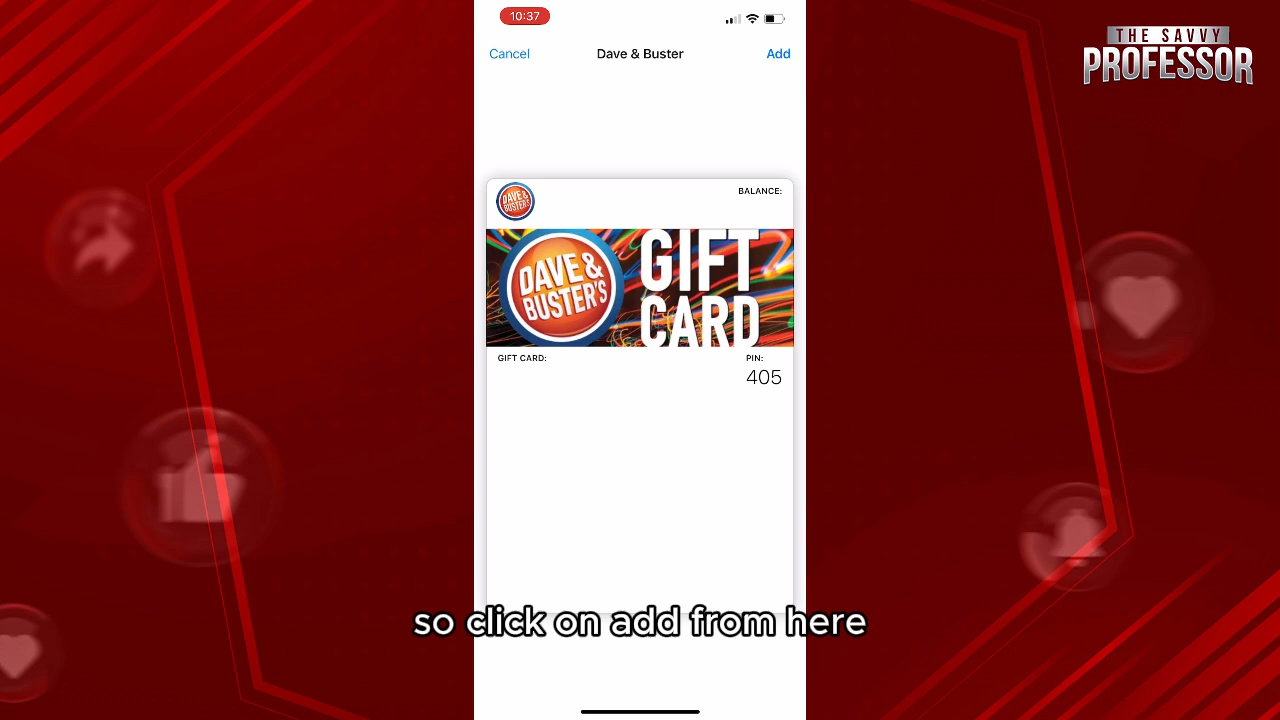 10:37
THE SAVVY
PROFESSOR
Cancel
Dave & Buster
Add
DAVE &
BUSTER'S
BALANCE:
DAVE &
BUSTER'S
GIFT
CARD
GIFT CARD:
PIN:
405
so click on add from here